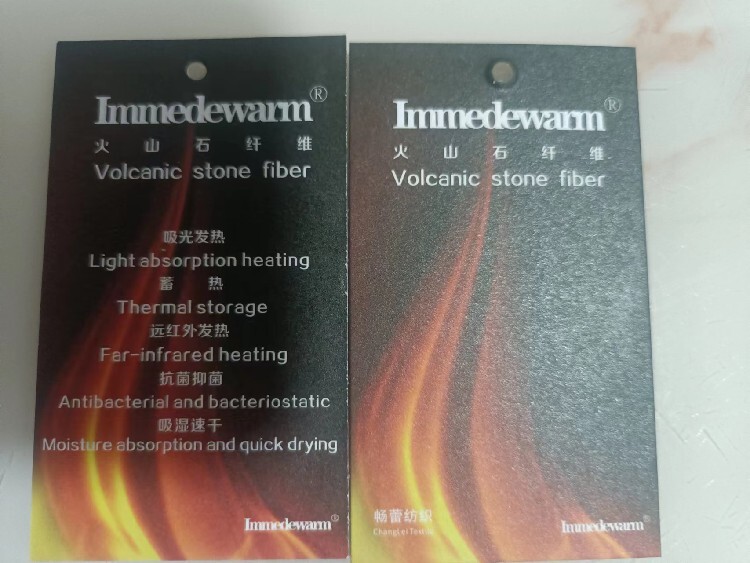 Immedewarm®
火山石纤维
Volcanic stone fiber
吸光发热
Light absorption heating
蓄热
Thermal storage
远红外发热
Far-infrared heating
抗菌抑菌
Antibacterial and bacteriostatic
吸湿速干
Moisture absorption and quick drying
Immedewarm®
Immedewarm®
火山石纤维
Volcanic stone fiber
畅蕾纺织
ChangLei Textile
Immedewarm®